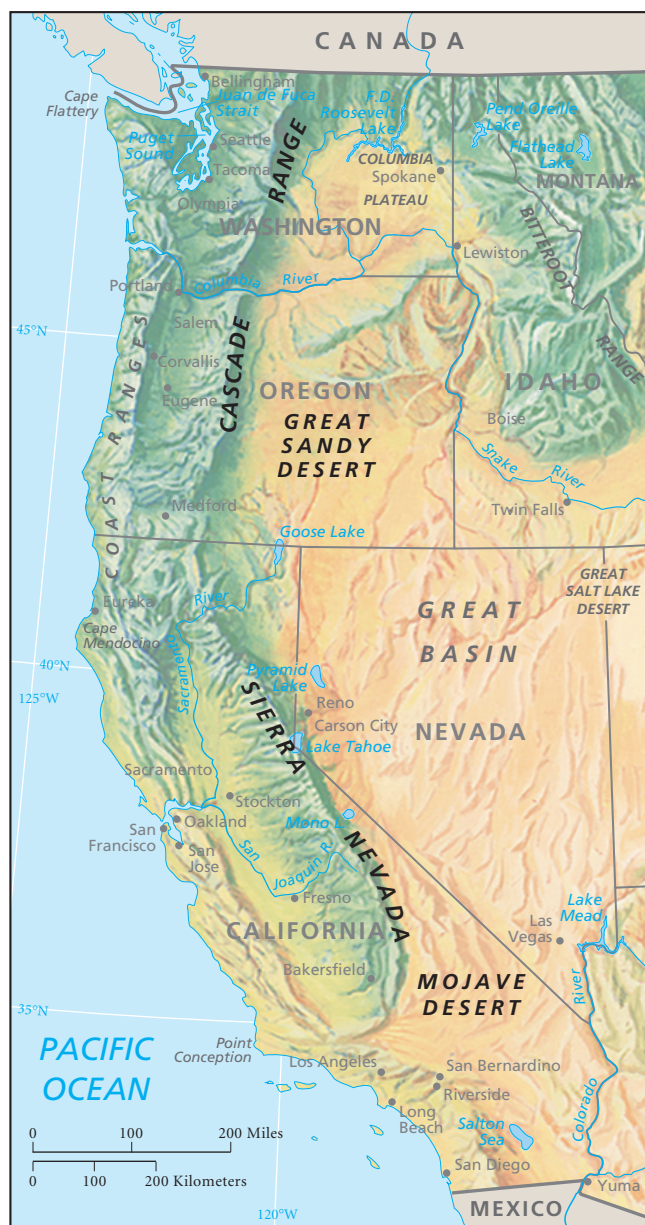 CANADA
Bellingham
Cape
Flattery
Juan de Fuca
Strait
F.D.
Roosevelt
Lake
Pend Oreille
Lake
Flathead
Lake
Puget
Sound
Seattle
Tacoma
Olympia
RANGE
COLUMBIA
Spokane
PLATEAU
MONTANA
WASHINGTON
BITTEROOT
RANGE
Lewiston
Portland
Columbia River
45°N
Salem
Corvallis
Eugene
CASCADE
OREGON
GREAT
SANDY
DESERT
IDAHO
Boise
Snake River
Twin Falls
COAST RANGES
Medford
Goose Lake
GREAT
SALT LAKE
DESERT
Eureka
Cape
Mendocino
River
Sacramento
GREAT
BASIN
40°N
125°W
Pyramid
Lake
SIERRA
Reno
Carson City
NEVADA
Lake Tahoe
Sacramento
Stockton
Mono L.
Oakland
San
Francisco
San
Jose
San
Joaquin R.
NEVADA
Fresno
Lake
Mead
CALIFORNIA
Las
Vegas
Bakersfield
MOJAVE
DESERT
River
Colorado
35°N
Point
Conception
PACIFIC
OCEAN
Los Angeles
San Bernardino
Riverside
Long
Beach
Salton
Sea
0 100 200 Miles
0 100 200 Kilometers
San Diego
Yuma
120°W
MEXICO